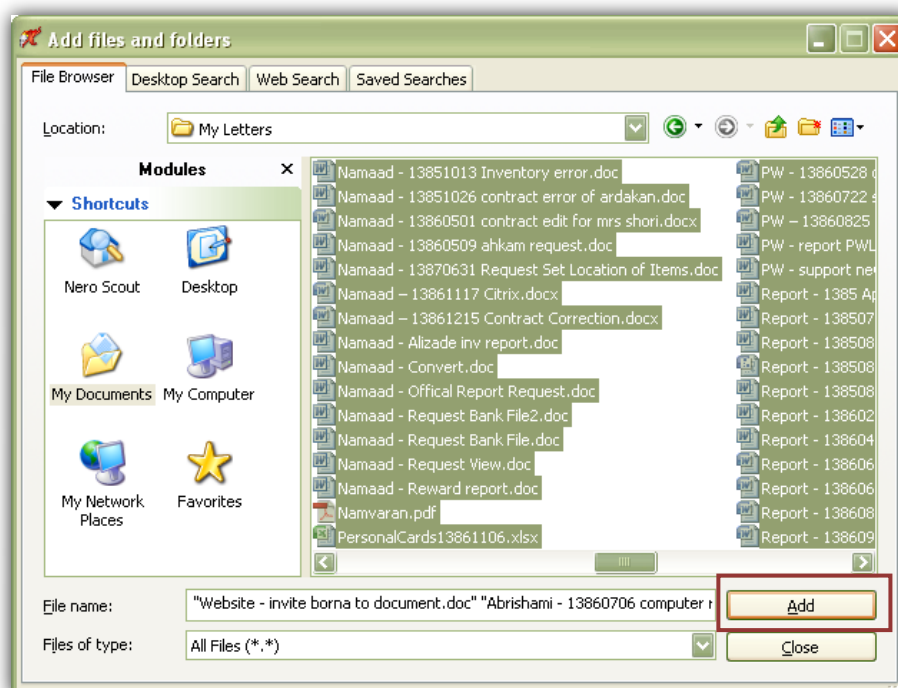 Add files and folders
File Browser Desktop Search Web Search Saved Searches
Location: My Letters
Modules
Shortcuts
Nero Scout Desktop
My Documents My Computer
My Network Places Favorites
Namaad - 13851013 Inventory error.doc
Namaad - 13851026 contract error of ardakan.doc
Namaad - 13860501 contract edit for mrs shori.docx
Namaad - 13860509 ahkam request.doc
Namaad - 13870631 Request Set Location of Items.doc
Namaad – 13861117 Citrix.docx
Namaad – 13861215 Contract Correction.docx
Namaad - Alizade inv report.doc
Namaad - Convert.doc
Namaad - Offical Report Request.doc
Namaad - Request Bank File2.doc
Namaad - Request Bank File.doc
Namaad - Request View.doc
Namaad - Reward report.doc
Namvaran.pdf
PersonalCards13861106.xlsx
PW - 13860528
PW - 13860722
PW – 13860825
PW - report PWL
PW - support
Report - 1385
Report - 138507
Report - 138508
Report - 138508
Report - 138508
Report - 138602
Report - 138604
Report - 138606
Report - 138606
Report - 138608
Report - 138609
File name: "Website - invite borna to document.doc" "Abrishami - 13860706 computer
Add
Files of type: All Files (*.*)
Close